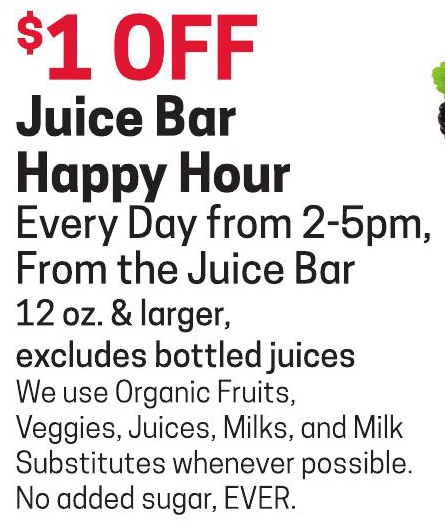 $1 OFF
Juice Bar
Happy Hour
Every Day from 2-5pm,
From the Juice Bar
12 oz. & larger,
excludes bottled juices
We use Organic Fruits,
Veggies, Juices, Milks, and Milk
Substitutes whenever possible.
No added sugar, EVER.